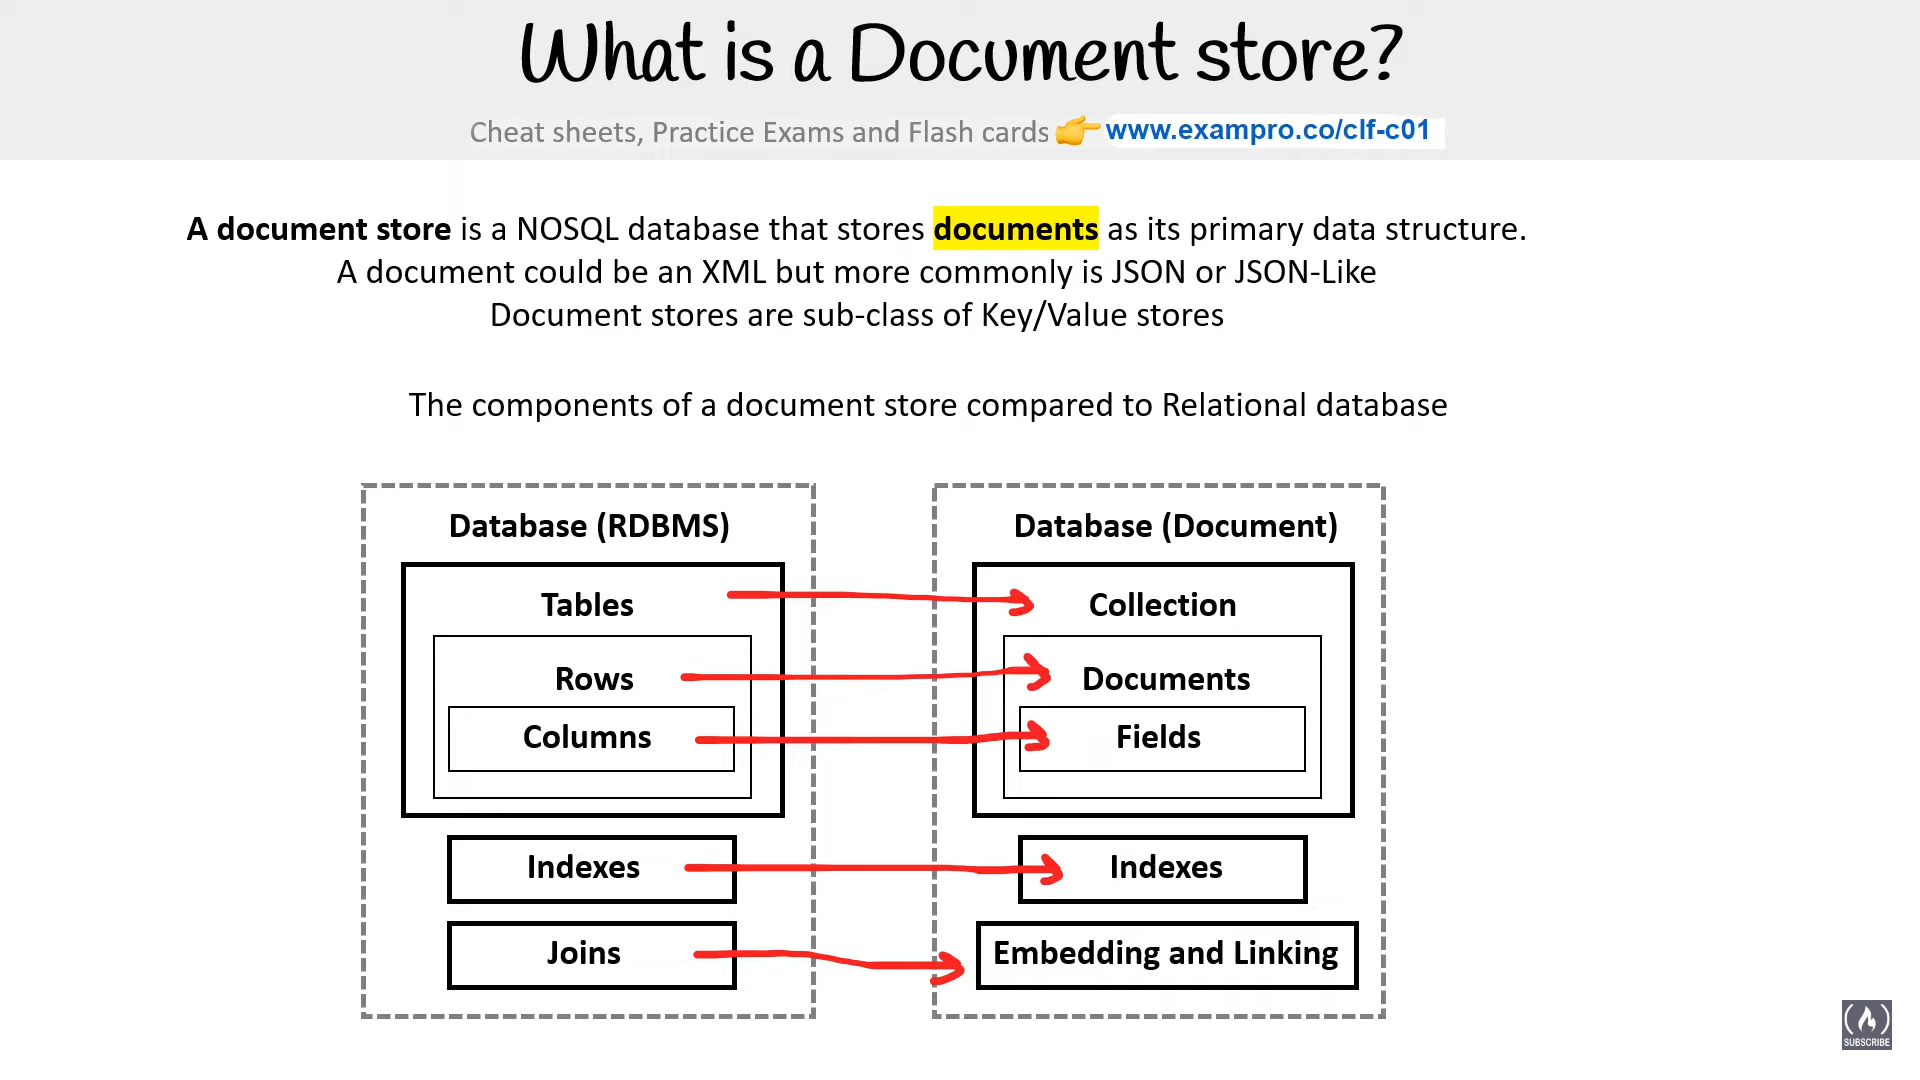 What is a Document store?
Cheat sheets, Practice Exams and Flash cards 👉 www.exampro.co/clf-c01
A document store is a NOSQL database that stores documents as its primary data structure.
A document could be an XML but more commonly is JSON or JSON-Like
Document stores are sub-class of Key/Value stores
The components of a document store compared to Relational database
Database (RDBMS)
Tables
Rows
Columns
Indexes
Joins
Database (Document)
Collection
Documents
Fields
Indexes
Embedding and Linking
SUBSCRIBE